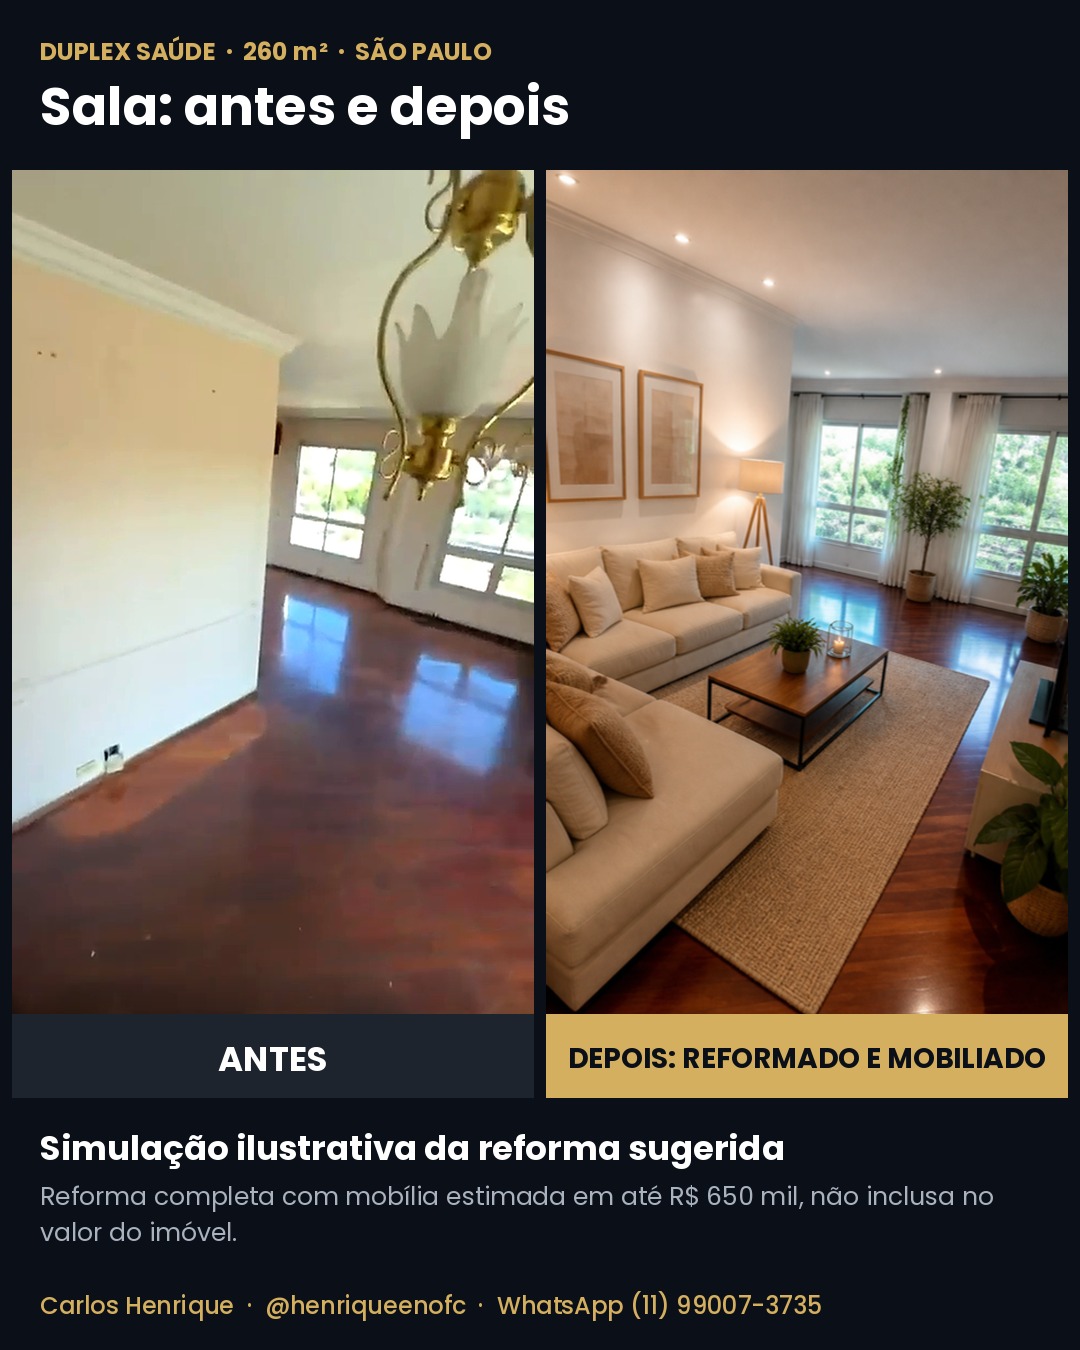 DUPLEX SAÚDE · 260 m² · SÃO PAULO
Sala: antes e depois
ANTES
DEPOIS: REFORMADO E MOBILIADO
Simulação ilustrativa da reforma sugerida
Reforma completa com mobília estimada em até R$ 650 mil, não inclusa no
valor do imóvel.
Carlos Henrique · @henriqueenofc · WhatsApp (11) 99007-3735